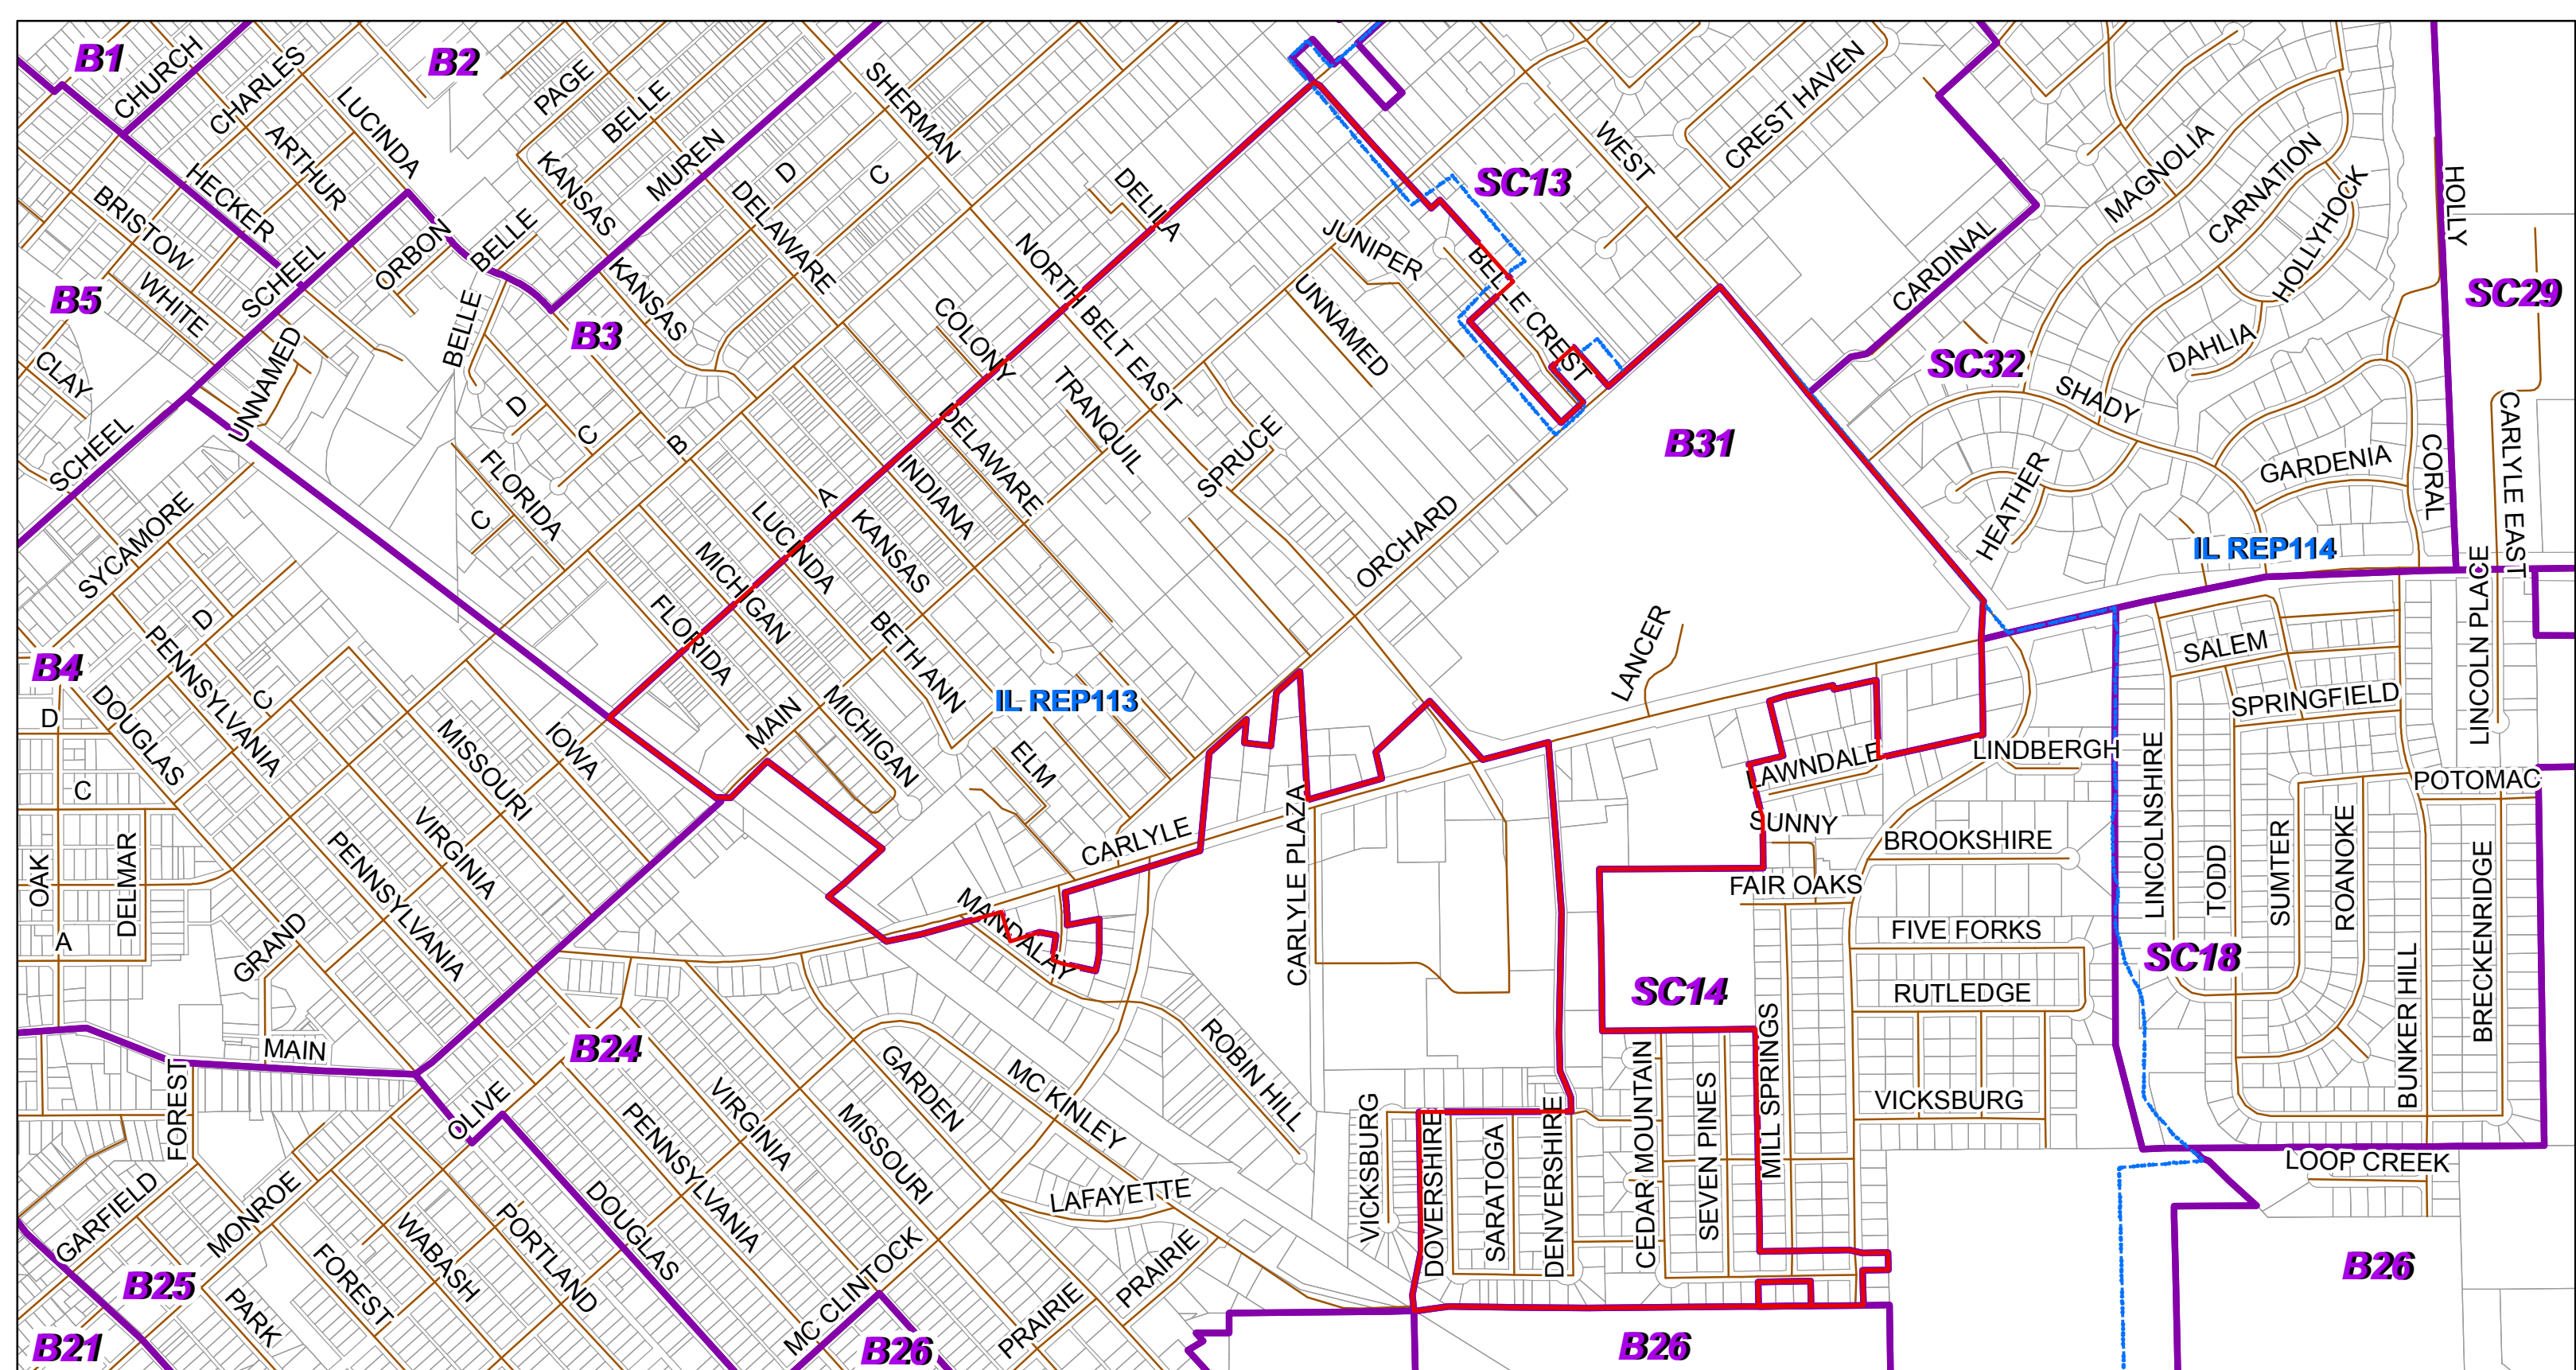 B1
CHURCH
CHARLES
B2
LUCINDA
ARTHUR
HECKER
BRISTOW
WHITE
SCHEEL
ORBON
BELLE
PAGE
BELLE
KANSAS
MUREN
SHERMAN
D
C
DELAWARE
DELILA
SC13
WEST
CREST HAVEN
JUNIPER
BELLE CREST
UNNAMED
CARDINAL
MAGNOLIA
CARNATION
HOLLYHOCK
HOLLY
SC29
B5
CLAY
UNNAMED
BELLE
B3
KANSAS
COLONY
NORTH BELT EAST
TRANQUIL
SPRUCE
B31
SC32
DAHLIA
SHADY
GARDENIA
HEATHER
CORAL
CARLYLE EAST
SCHEEL
SYCAMORE
D
C
C
FLORIDA
B
A
DELAWARE
INDIANA
KANSAS
LUCINDA
MICHIGAN
FLORIDA
BETH ANN
ORCHARD
IL REP114
LINCOLN PLACE
B4
D
PENNSYLVANIA
DOUGLAS
C
D
C
MISSOURI
IOWA
MAIN
MICHIGAN
IL REP113
ELM
LANCER
SALEM
SPRINGFIELD
LAWNDALE
LINDBERGH
POTOMAC
SUNNY
BROOKSHIRE
FAIR OAKS
FIVE FORKS
RUTLEDGE
VICKSBURG
LINCOLNSHIRE
TODD
SUMTER
ROANOKE
SC18
BUNKER HILL
BRECKENRIDGE
OAK
DELMAR
A
GRAND
PENNSYLVANIA
VIRGINIA
CARLYLE
MANDALAY
CARLYLE PLAZA
SC14
MAIN
FOREST
B24
OLIVE
GARDEN
MC KINLEY
ROBIN HILL
VIRGINIA
MISSOURI
PENNSYLVANIA
LAFAYETTE
VICKSBURG
DOVERSHIRE
SARATOGA
DENVERSHIRE
CEDAR MOUNTAIN
SEVEN PINES
MILL SPRINGS
LOOP CREEK
GARFIELD
MONROE
B25
FOREST
WABASH
PORTLAND
DOUGLAS
MC CLINTOCK
PRAIRIE
PRAIRIE
PARK
B21
B26
B26
B26